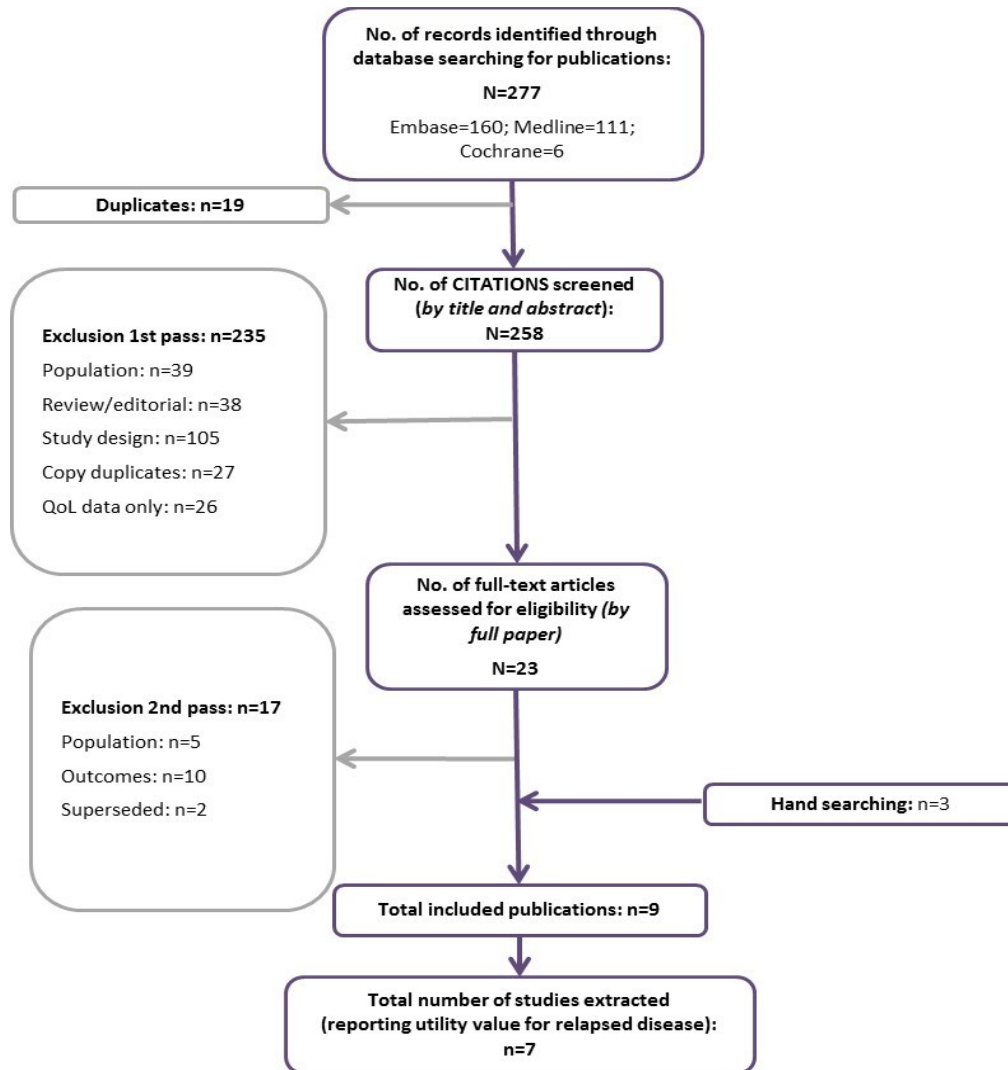 No. of records identified through
database searching for publications:
N=277
Embase=160; Medline=111;
Cochrane=6
Duplicates: n=19
No. of CITATIONS screened
(by title and abstract):
N=258
Exclusion 1st pass: n=235
Population: n=39
Review/editorial: n=38
Study design: n=105
Copy duplicates: n=27
QoL data only: n=26
No. of full-text articles
assessed for eligibility (by
full paper)
N=23
Exclusion 2nd pass: n=17
Population: n=5
Outcomes: n=10
Superseded: n=2
Hand searching: n=3
Total included publications: n=9
Total number of studies extracted
(reporting utility value for relapsed disease):
n=7